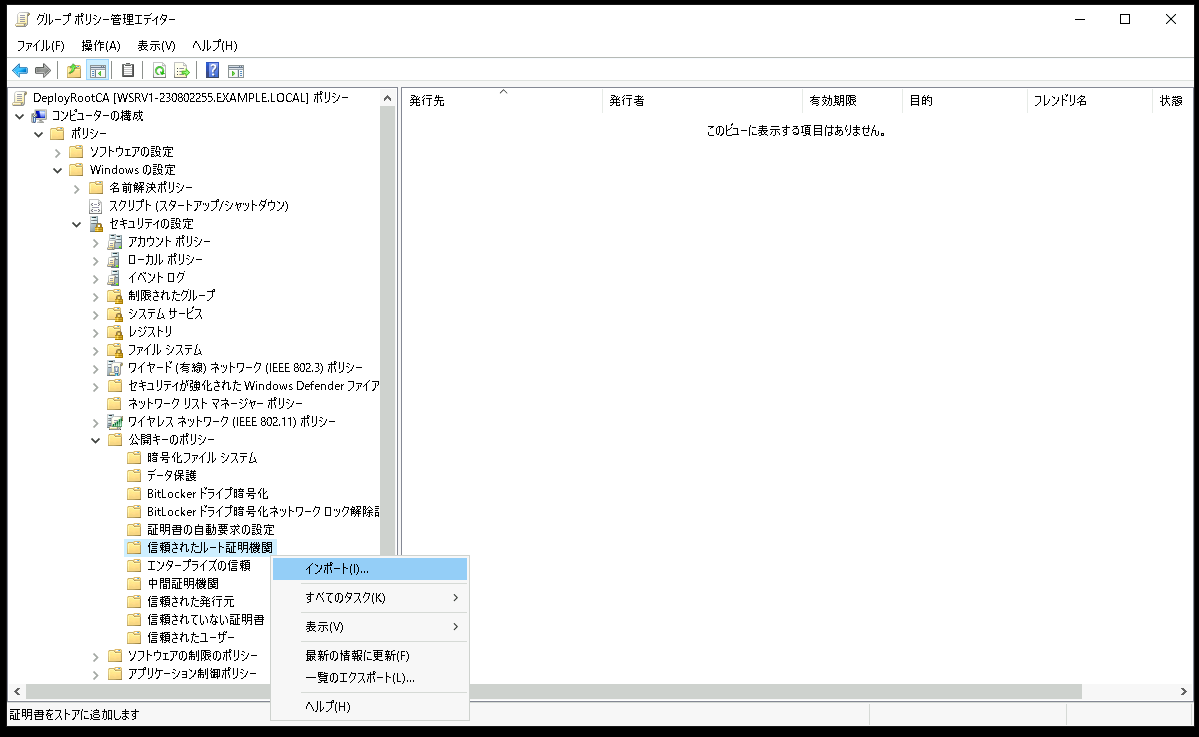 グループ ポリシー管理エディター
ファイル(F) 操作(A) 表示(V) ヘルプ(H)
DeployRootCA [WSRV1-230802255.EXAMPLE.LOCAL] ポリシー
コンピューターの構成
ポリシー
ソフトウェアの設定
Windows の設定
名前解決ポリシー
スクリプト (スタートアップ/シャットダウン)
セキュリティの設定
アカウント ポリシー
ローカル ポリシー
イベント ログ
制限されたグループ
システム サービス
レジストリ
ファイル システム
ワイヤード (有線) ネットワーク (IEEE 802.3) ポリシー
セキュリティが強化された Windows Defender ファイア
ネットワーク リスト マネージャー ポリシー
ワイヤレス ネットワーク (IEEE 802.11) ポリシー
公開キーのポリシー
暗号化ファイル システム
データ保護
BitLocker ドライブ暗号化
BitLocker ドライブ暗号化ネットワーク ロック解除
証明書の自動要求の設定
信頼されたルート証明機関
エンタープライズの信頼
中間証明機関
信頼された発行元
信頼されていない証明書
信頼されたユーザー
ソフトウェアの制限のポリシー
アプリケーション制御ポリシー
発行先 発行者 有効期限 目的 フレンドリ名 状態
このビューに表示する項目はありません。
インポート(I)...
すべてのタスク(K)
表示(V)
最新の情報に更新(F)
一覧のエクスポート(L)...
ヘルプ(H)
証明書をストアに追加します